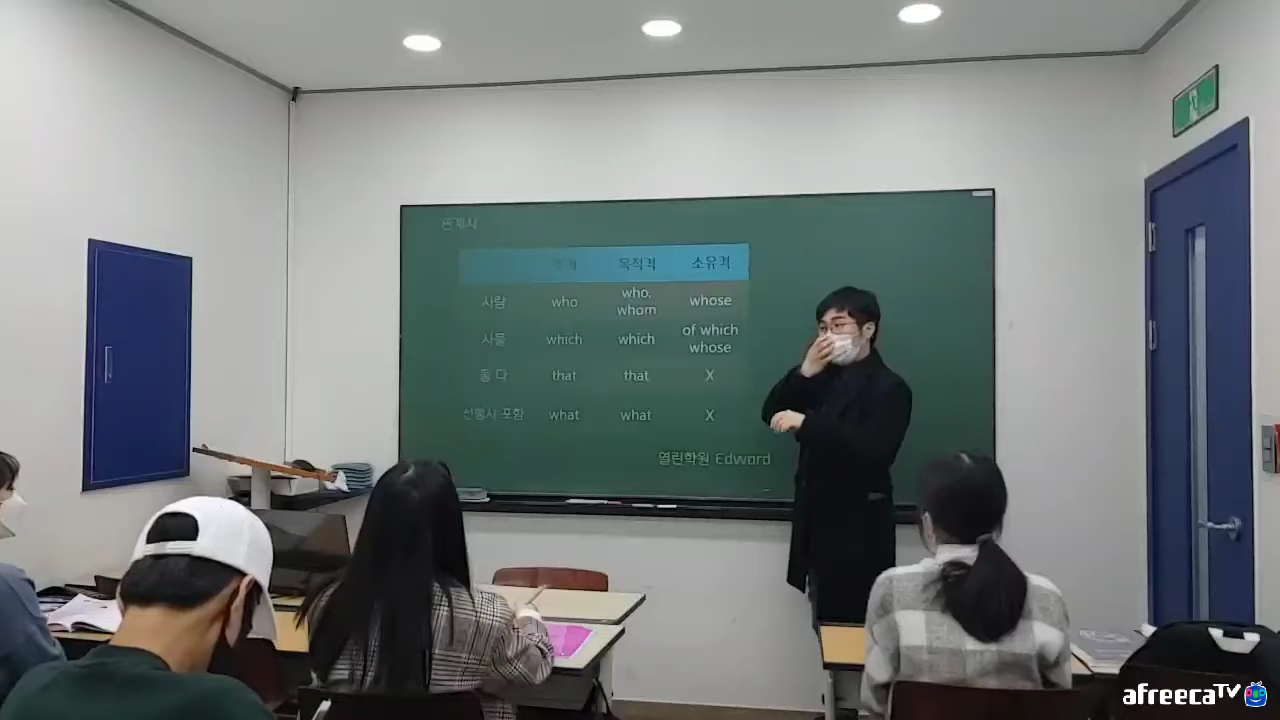 관계사
주격 목적격 소유격
사람 who who, whom whose
사물 which which of which whose
둘 다 that that X
선행사 포함 what what X
열린학원 Edward
afreecaTV